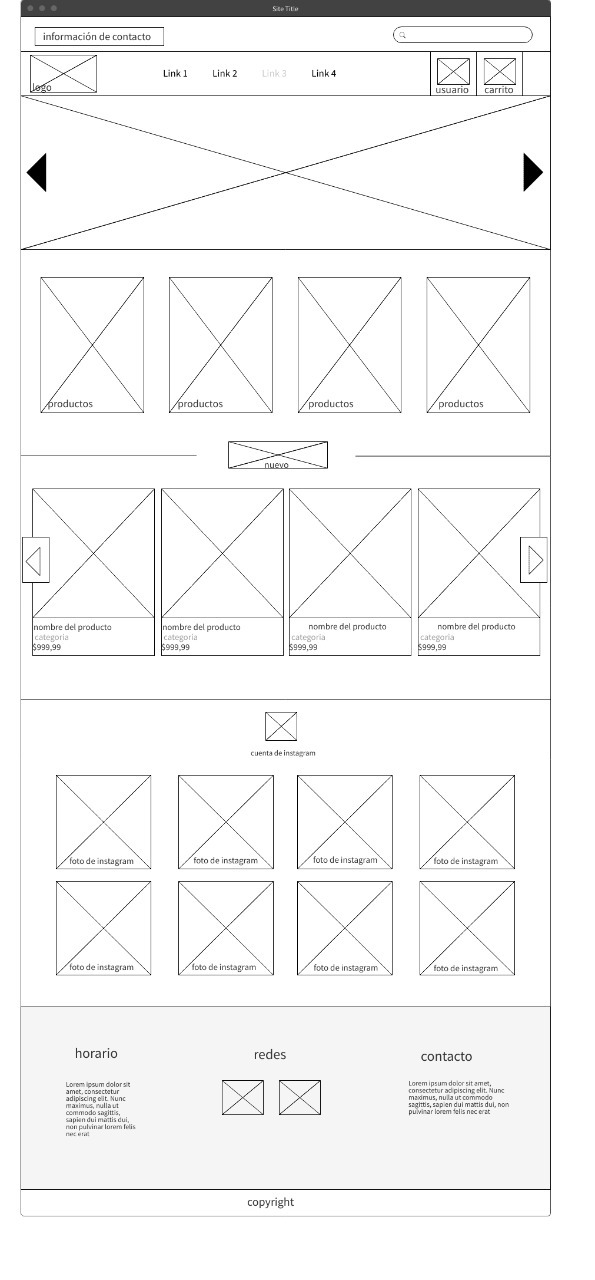 Site Title
información de contacto
logo
Link 1 Link 2 Link 3 Link 4
usuario carrito
productos productos productos productos
nuevo
nombre del producto nombre del producto nombre del producto nombre del producto
categoria categoria categoria categoria
$999,99 $999,99 $999,99 $999,99
cuenta de instagram
foto de instagram foto de instagram foto de instagram foto de instagram
foto de instagram foto de instagram foto de instagram foto de instagram
horario
Lorem ipsum dolor sit
amet, consectetur
adipiscing elit. Nunc
maximus, nulla ut
commodo sagittis,
sapien dui mattis dui,
non pulvinar lorem felis
nec erat
redes
contacto
Lorem ipsum dolor sit amet,
consectetur adipiscing elit. Nunc
maximus, nulla ut commodo
sagittis, sapien dui mattis dui, non
pulvinar lorem felis nec erat
copyright